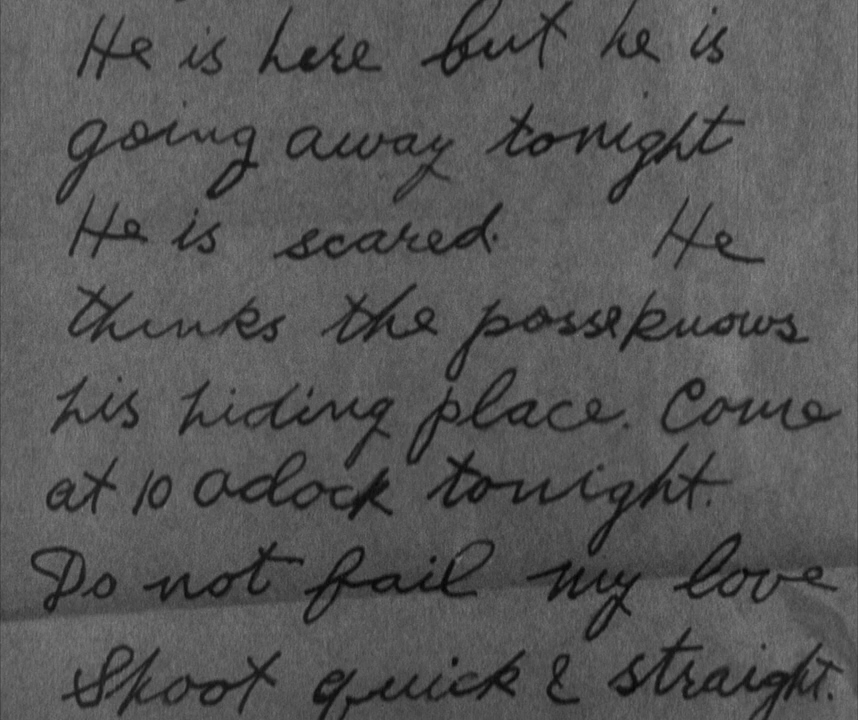 He is here but he is
going away tonight
He is scared. He
thinks the posse knows
his hiding place. Come
at 10 oclock tonight.
Do not fail my love
Shoot quick & straight.